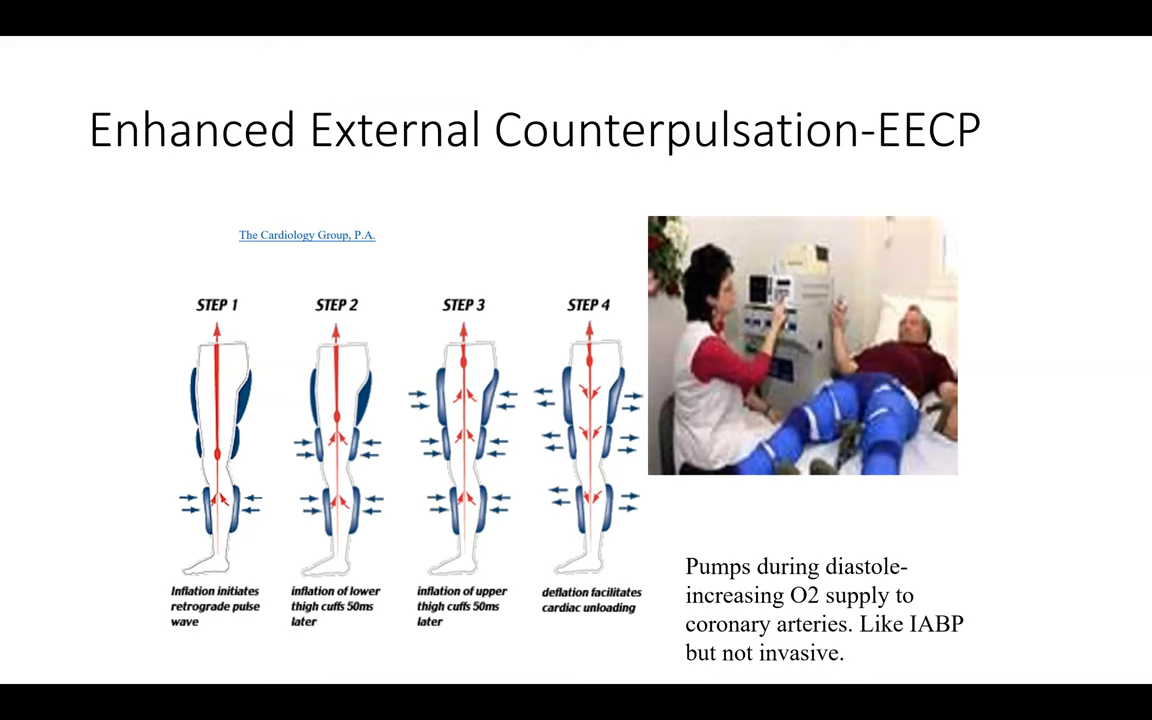 Enhanced External Counterpulsation-EECP
The Cardiology Group, P.A.
STEP 1
STEP 2
STEP 3
STEP 4
Inflation initiates
retrograde pulse
wave
inflation of lower
thigh cuffs 50ms
later
inflation of upper
thigh cuffs 50ms
later
deflation facilitates
cardiac unloading
Pumps during diastole-
increasing O2 supply to
coronary arteries. Like IABP
but not invasive.